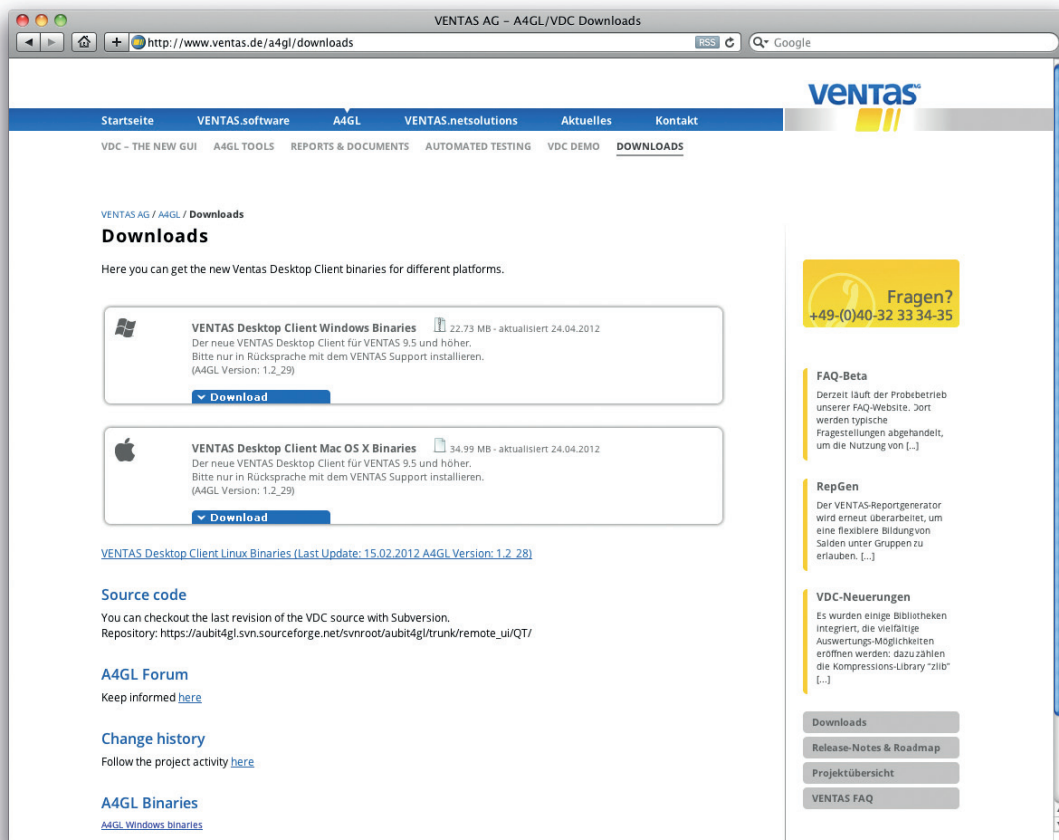 VENTAS AG – A4GL/VDC Downloads
http://www.ventas.de/a4gl/downloads
RSS
Google
VENTAS AG
Startseite VENTAS.software A4GL VENTAS.netsolutions Aktuelles Kontakt
VDC – THE NEW GUI A4GL TOOLS REPORTS & DOCUMENTS AUTOMATED TESTING VDC DEMO DOWNLOADS
VENTAS AG / A4GL / Downloads
Downloads
Here you can get the new Ventas Desktop Client binaries for different platforms.
VENTAS Desktop Client Windows Binaries 22.73 MB - aktualisiert 24.04.2012
Der neue VENTAS Desktop Client für VENTAS 9.5 und höher.
Bitte nur in Rücksprache mit dem VENTAS Support installieren.
(A4GL Version: 1.2_29)
Download
VENTAS Desktop Client Mac OS X Binaries 34.99 MB - aktualisiert 24.04.2012
Der neue VENTAS Desktop Client für VENTAS 9.5 und höher.
Bitte nur in Rücksprache mit dem VENTAS Support installieren.
(A4GL Version: 1.2_29)
Download
VENTAS Desktop Client Linux Binaries (Last Update: 15.02.2012 A4GL Version: 1.2_28)
Source code
You can checkout the last revision of the VDC source with Subversion.
Repository: https://aubit4gl.svn.sourceforge.net/svnroot/aubit4gl/trunk/remote_ui/QT/
A4GL Forum
Keep informed here
Change history
Follow the project activity here
A4GL Binaries
A4GL Windows binaries
Fragen?
+49-(0)40-32 33 34-35
FAQ-Beta
Derzeit läuft der Probebetrieb
unserer FAQ-Website. Dort
werden typische
Fragestellungen abgehandelt,
um die Nutzung von [...]
RepGen
Der VENTAS-Reportgenerator
wird erneut überarbeitet, um
eine flexiblere Bildung von
Salden unter Gruppen zu
erlauben. [...]
VDC-Neuerungen
Es wurden einige Bibliotheken
integriert, die vielfältige
Auswertungs-Möglichkeiten
eröffnen werden: dazu zählen
die Kompressions-Library "zlib"
[...]
Downloads
Release-Notes & Roadmap
Projektübersicht
VENTAS FAQ